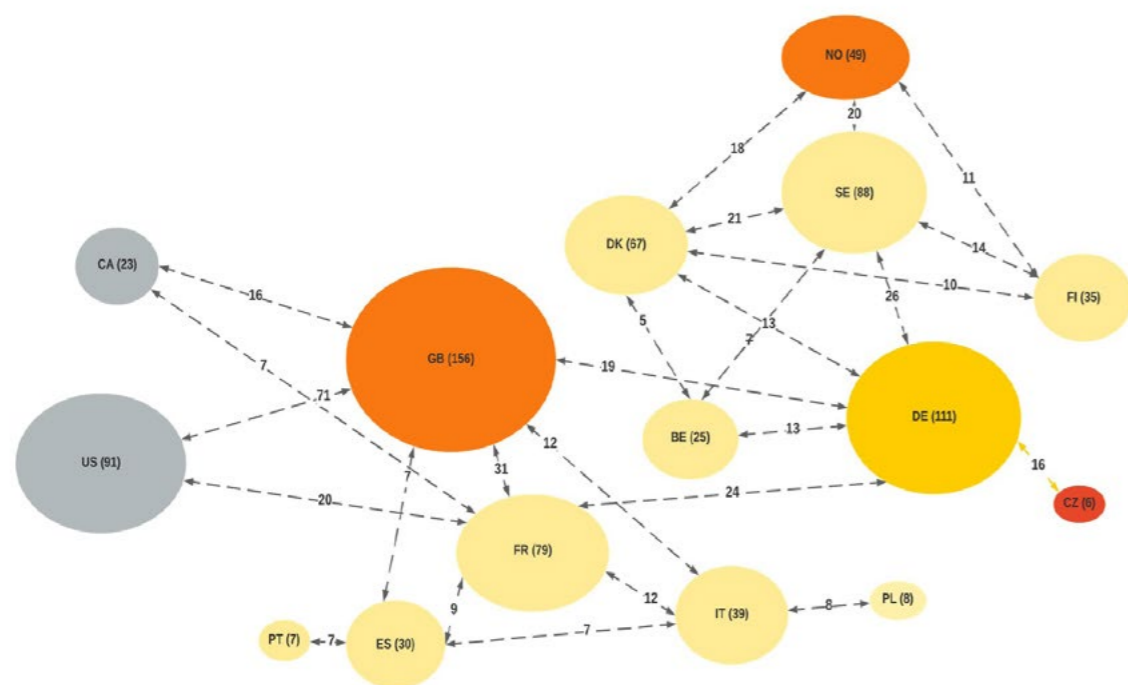 NO (49)
20
18
11
SE (88)
21
DK (67)
14
CA (23)
16
10
26
FI (35)
5
13
7
GB (156)
7
19
71
DE (111)
BE (25)
13
12
US (91)
7
31
16
24
20
CZ (6)
FR (79)
12
9
8
PL (8)
IT (39)
7
PT (7)
7
ES (30)